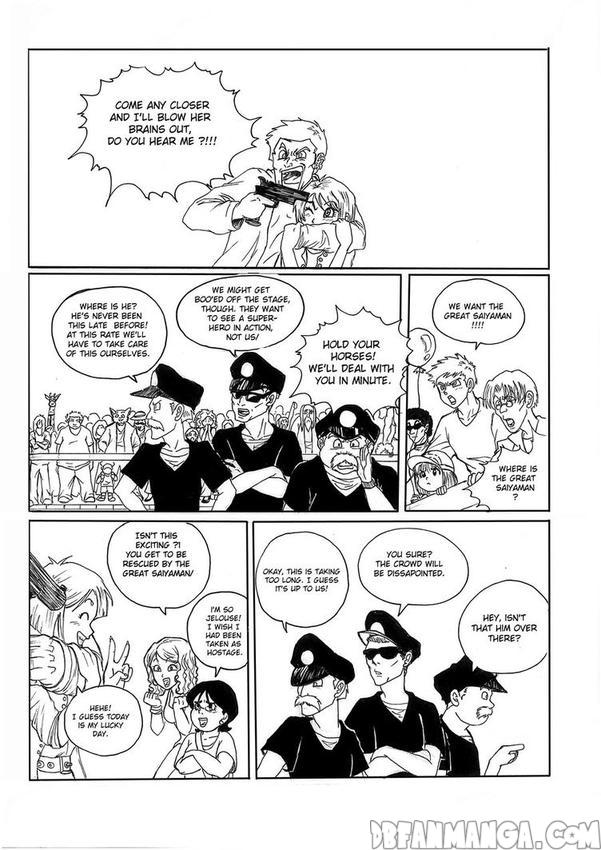 COME ANY CLOSER
AND I'LL BLOW HER
BRAINS OUT,
DO YOU HEAR ME ?!!!
WHERE IS HE?
HE'S NEVER BEEN
THIS LATE BEFORE!
AT THIS RATE WE'LL
HAVE TO TAKE CARE
OF THIS OURSELVES.
WE MIGHT GET
BOO'ED OFF THE STAGE,
THOUGH. THEY WANT
TO SEE A SUPER-
HERO IN ACTION,
NOT US!
HOLD YOUR
HORSES!
WE'LL DEAL WITH
YOU IN MINUTE.
WE WANT THE
GREAT SAIYAMAN
!!!!
WHERE IS
THE GREAT
SAIYAMAN
?
ISN'T THIS
EXCITING ?!
YOU GET TO BE
RESCUED BY THE
GREAT SAIYAMAN!
I'M SO
JELOUSE! I
WISH I
HAD BEEN
TAKEN AS
HOSTAGE.
HEHE!
I GUESS TODAY
IS MY LUCKY
DAY.
OKAY, THIS IS TAKING
TOO LONG. I GUESS
IT'S UP TO US!
YOU SURE?
THE CROWD WILL
BE DISSAPOINTED.
HEY, ISN'T
THAT HIM OVER
THERE?
DBFANMANGA.COM